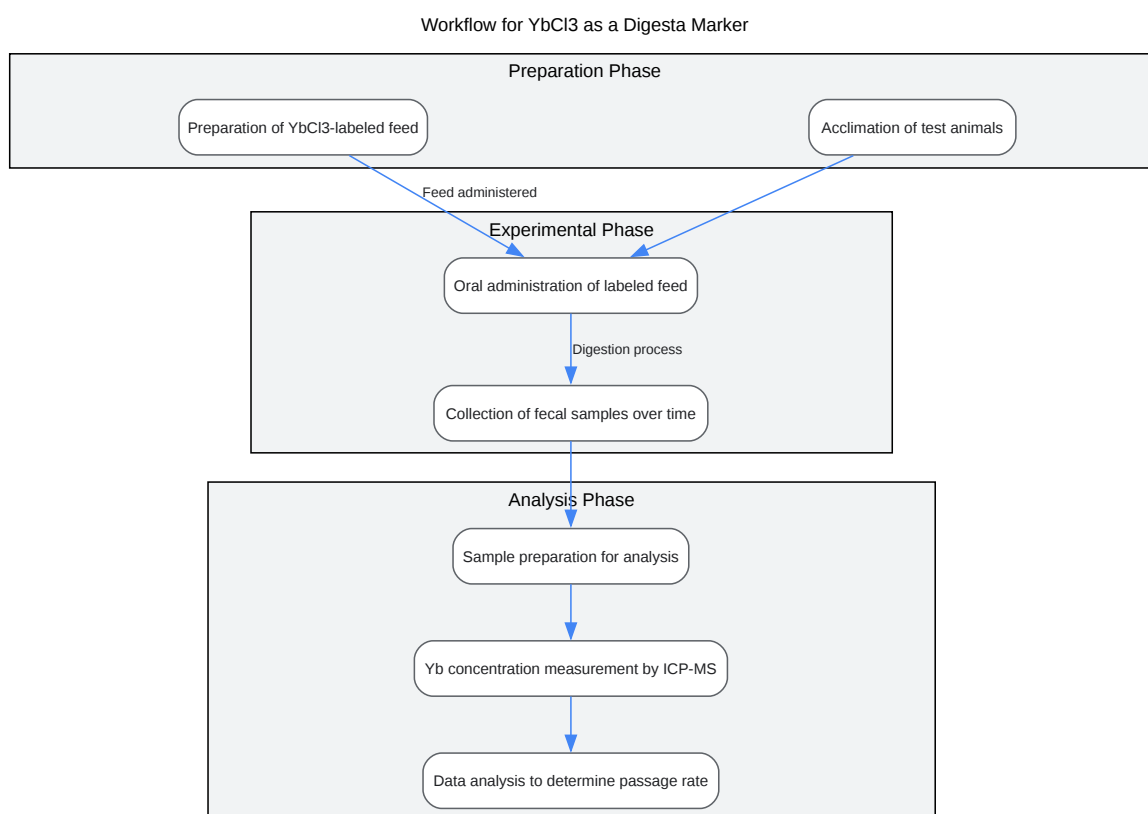 Workflow for YbCl3 as a Digesta Marker
Preparation Phase
Preparation of YbCl3-labeled feed
Acclimation of test animals
Feed administered
Experimental Phase
Oral administration of labeled feed
Digestion process
Collection of fecal samples over time
Analysis Phase
Sample preparation for analysis
Yb concentration measurement by ICP-MS
Data analysis to determine passage rate